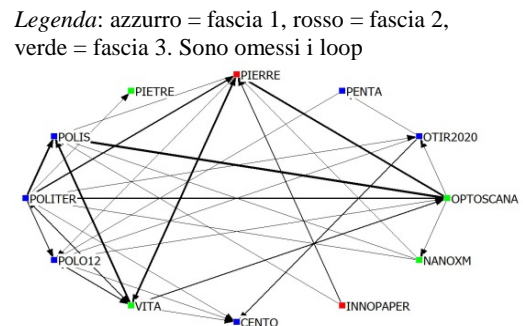 Legenda: azzurro = fascia 1, rosso = fascia 2,
verde = fascia 3. Sono omessi i loop
PIERRE
PIETRE
PENTA
POLIS
OTIR2020
POLITER
OPTOSCANA
POLO12
NANOXM
VITA
INNOPAPER
CENTO